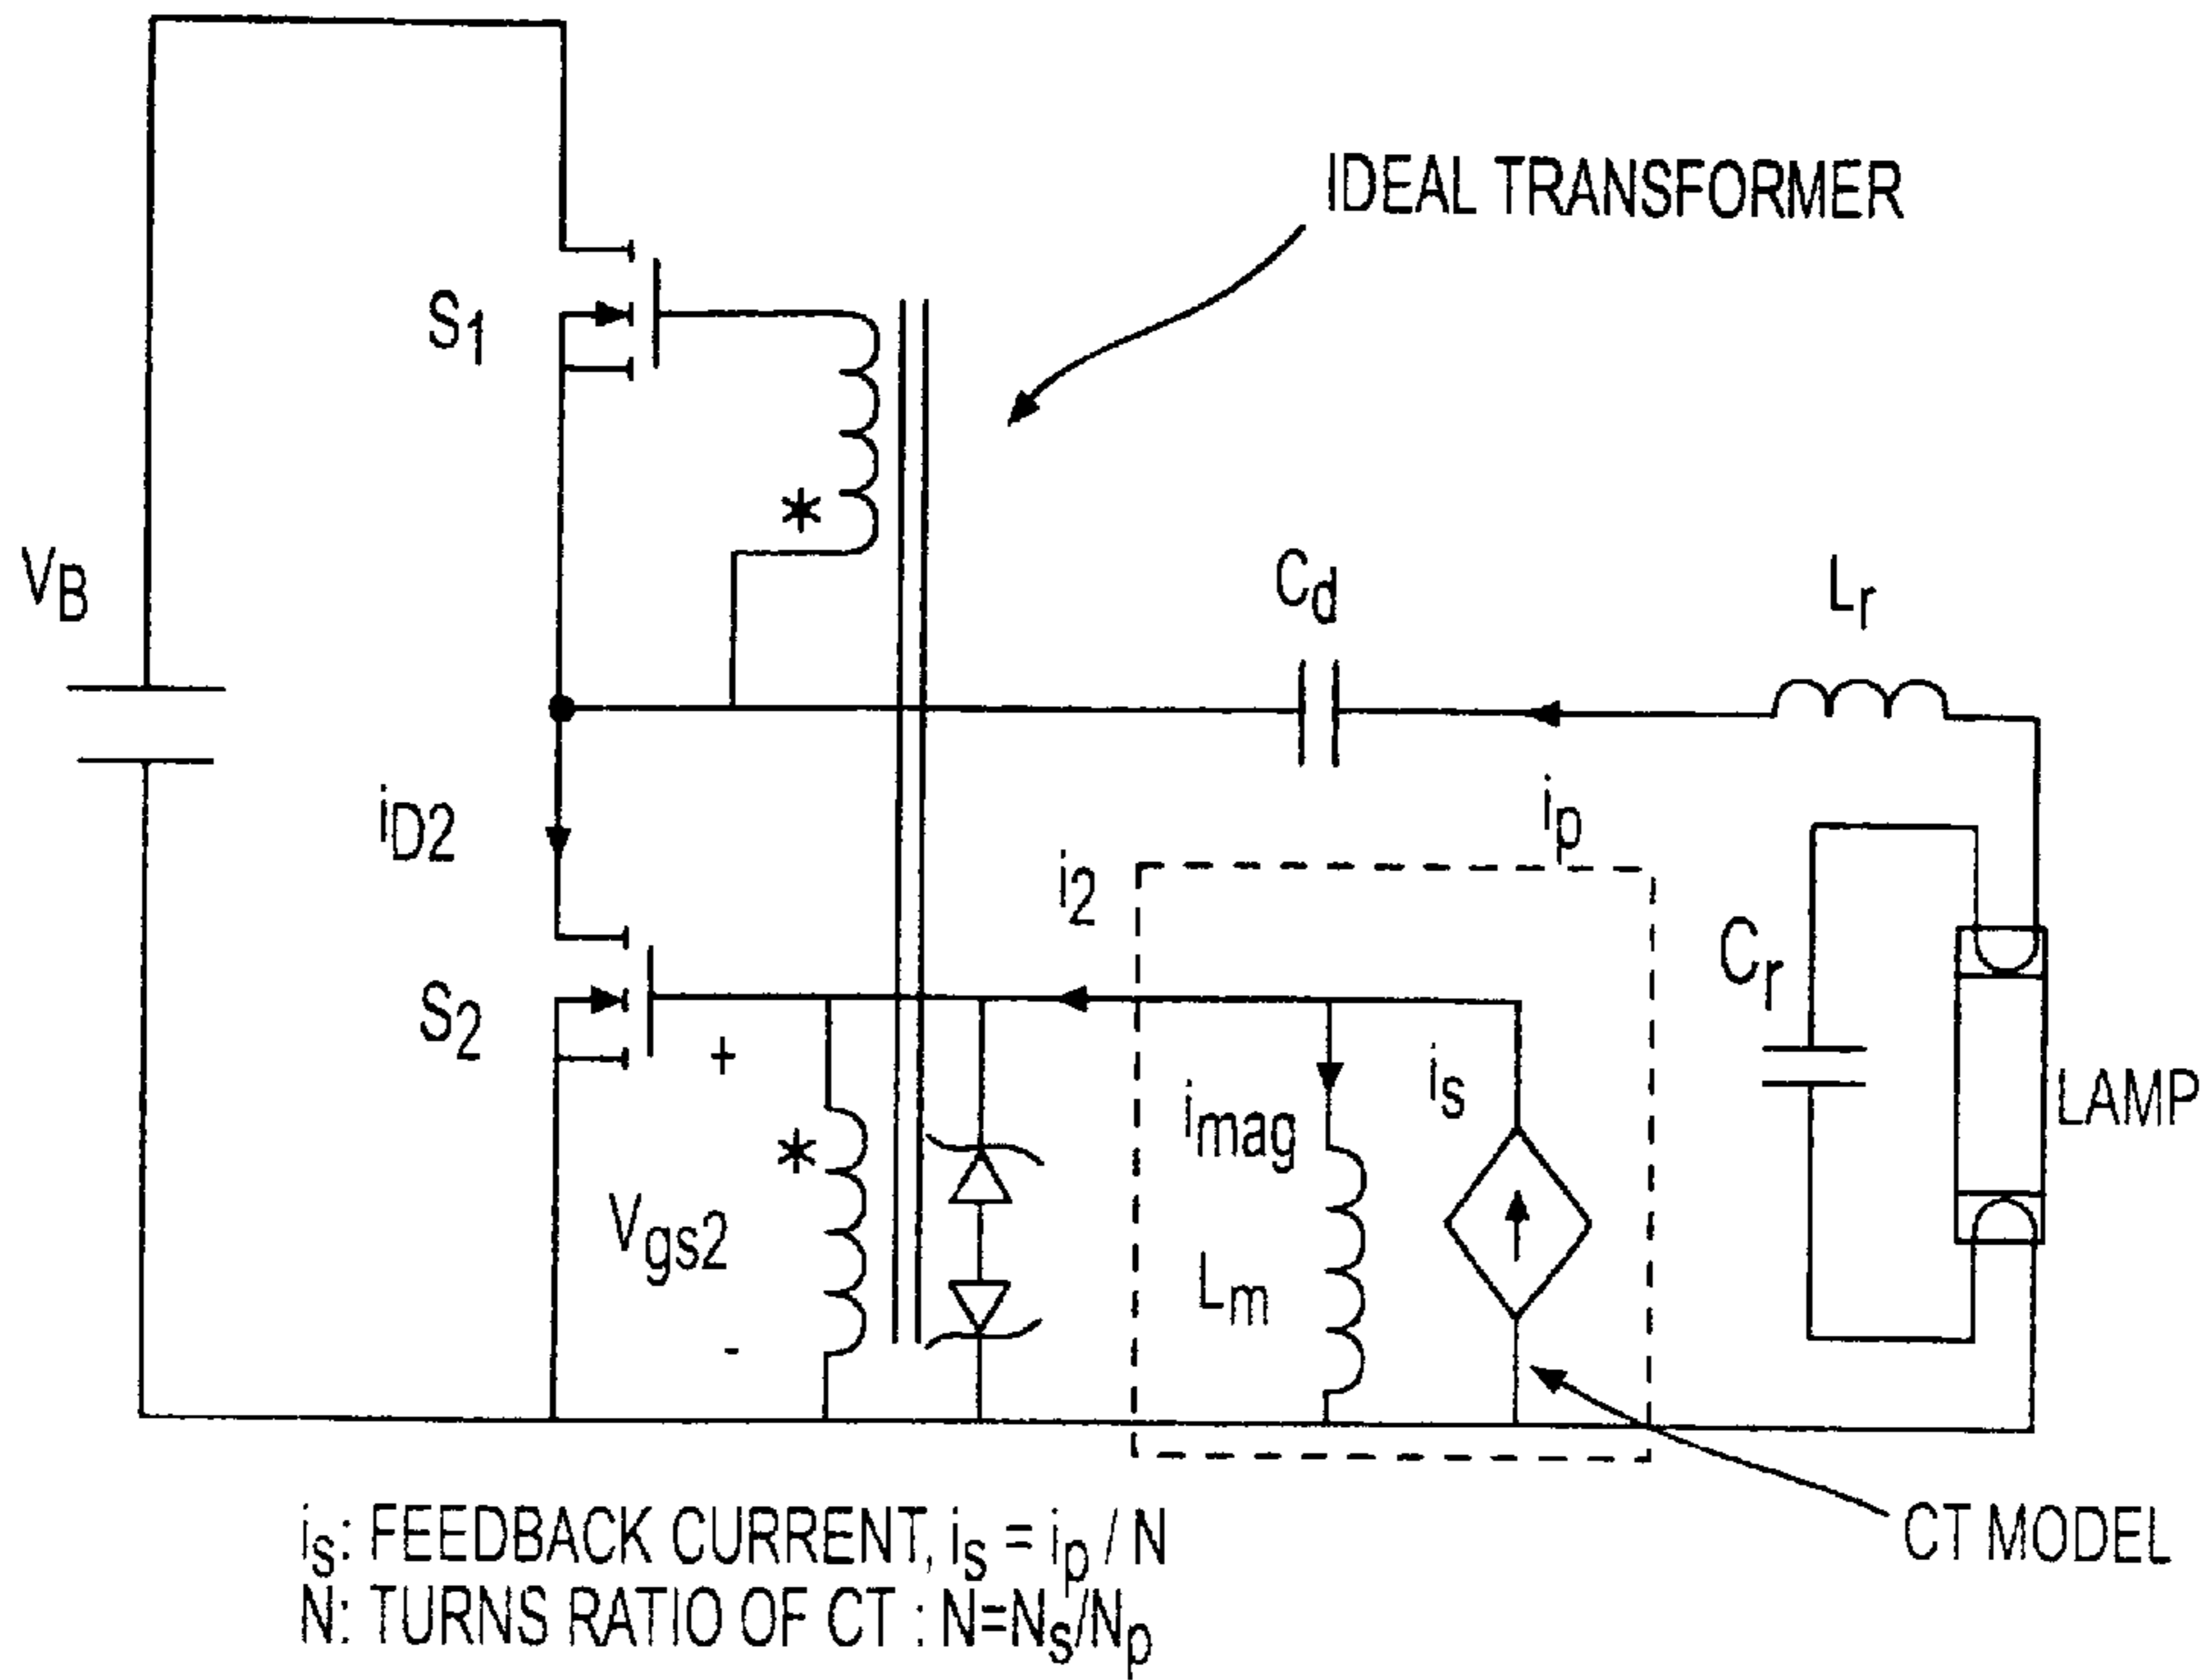 IDEAL TRANSFORMER
S1
*
VB
Cd
Lr
iD2
ip
i2
Cr
S2
+
is
imag
LAMP
*
Vgs2
Lm
-
is: FEEDBACK CURRENT, is = ip / N
CT MODEL
N: TURNS RATIO OF CT : N=Ns/Np